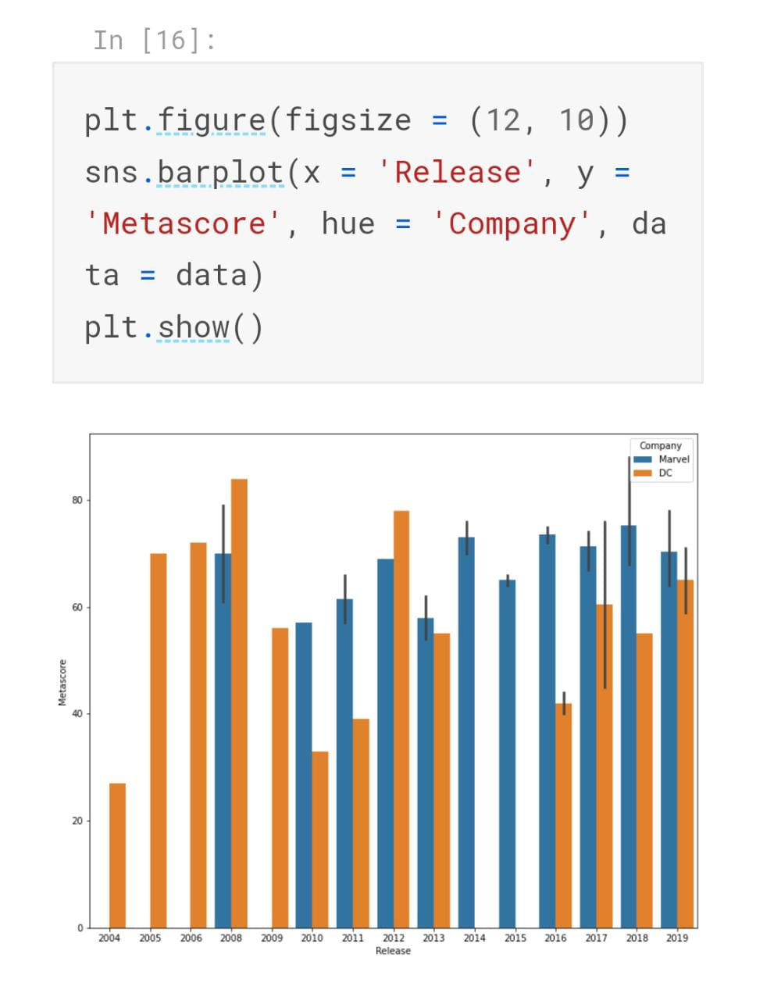 In [16]:
plt.figure(figsize = (12, 10))
sns.barplot(x = 'Release', y =
'Metascore', hue = 'Company', da
ta = data)
plt.show()
Company
Marvel
DC
80
60
40
20
0
Metascore
2004 2005 2006 2008 2009 2010 2011 2012 2013 2014 2015 2016 2017 2018 2019
Release